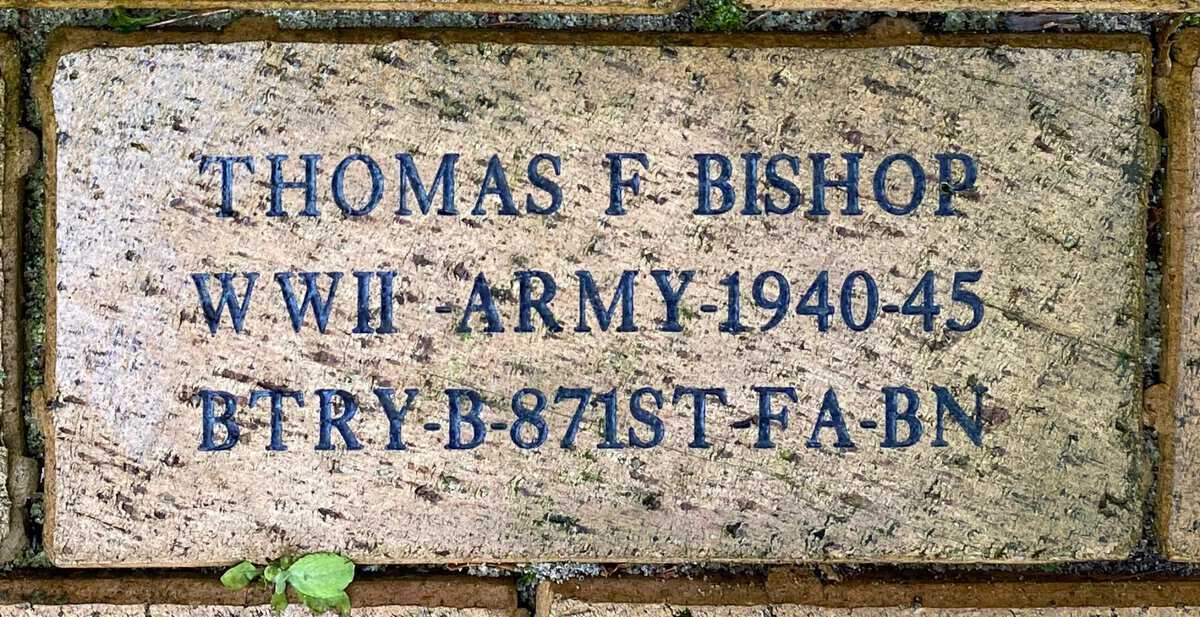 THOMAS F BISHOP
WWII -ARMY-1940-45
BTRY-B-871ST-FA-BN